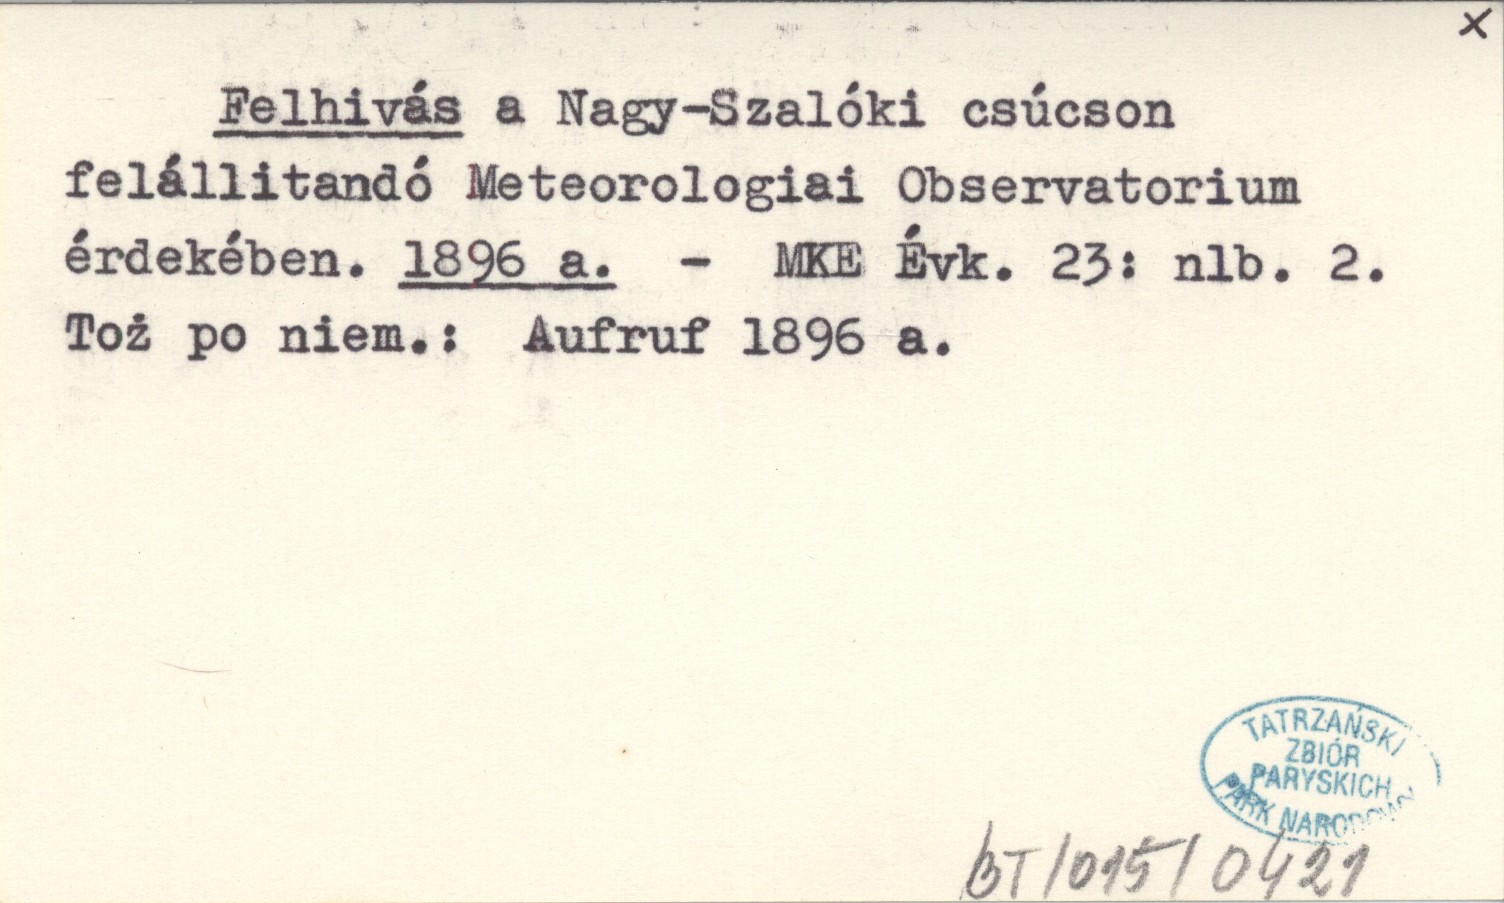 x
Felhivás a Nagy-Szalóki csúcson
felállitandó Meteorologiai Observatorium
érdekében. 1896 a. - MKE Évk. 23: nlb. 2.
Toż po niem.: Aufruf 1896 a.
TATRZAŃSKI
ZBIÓR
PARYSKICH
PARK NARODOWY
BT/015/0421